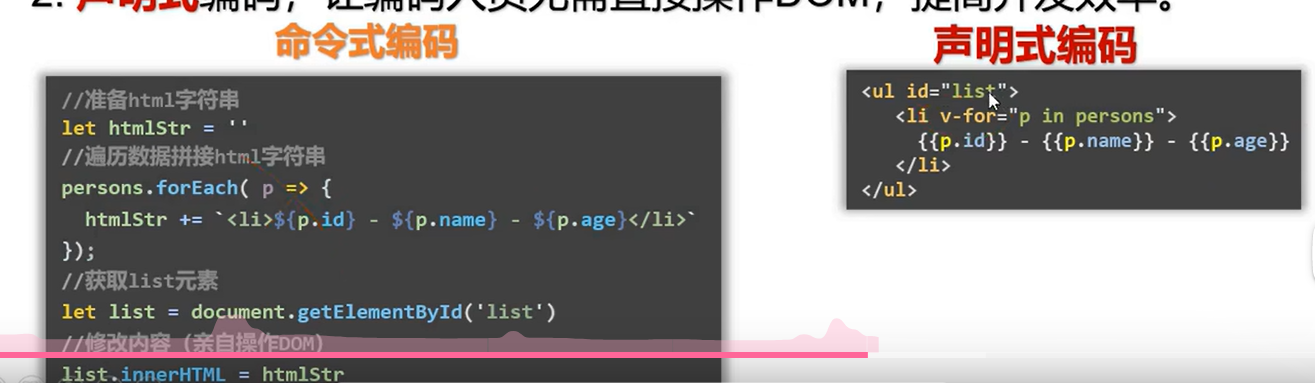 2. 声明式编码，让编码人员无需直接操作DOM，提高开发效率。
命令式编码
//准备html字符串
let htmlStr = ''
//遍历数据拼接html字符串
persons.forEach( p => {
htmlStr += `<li>${p.id} - ${p.name} - ${p.age}</li>`
});
//获取list元素
let list = document.getElementById('list')
//修改内容（亲自操作DOM）
list.innerHTML = htmlStr
声明式编码
<ul id="list">
<li v-for="p in persons">
{{p.id}} - {{p.name}} - {{p.age}}
</li>
</ul>